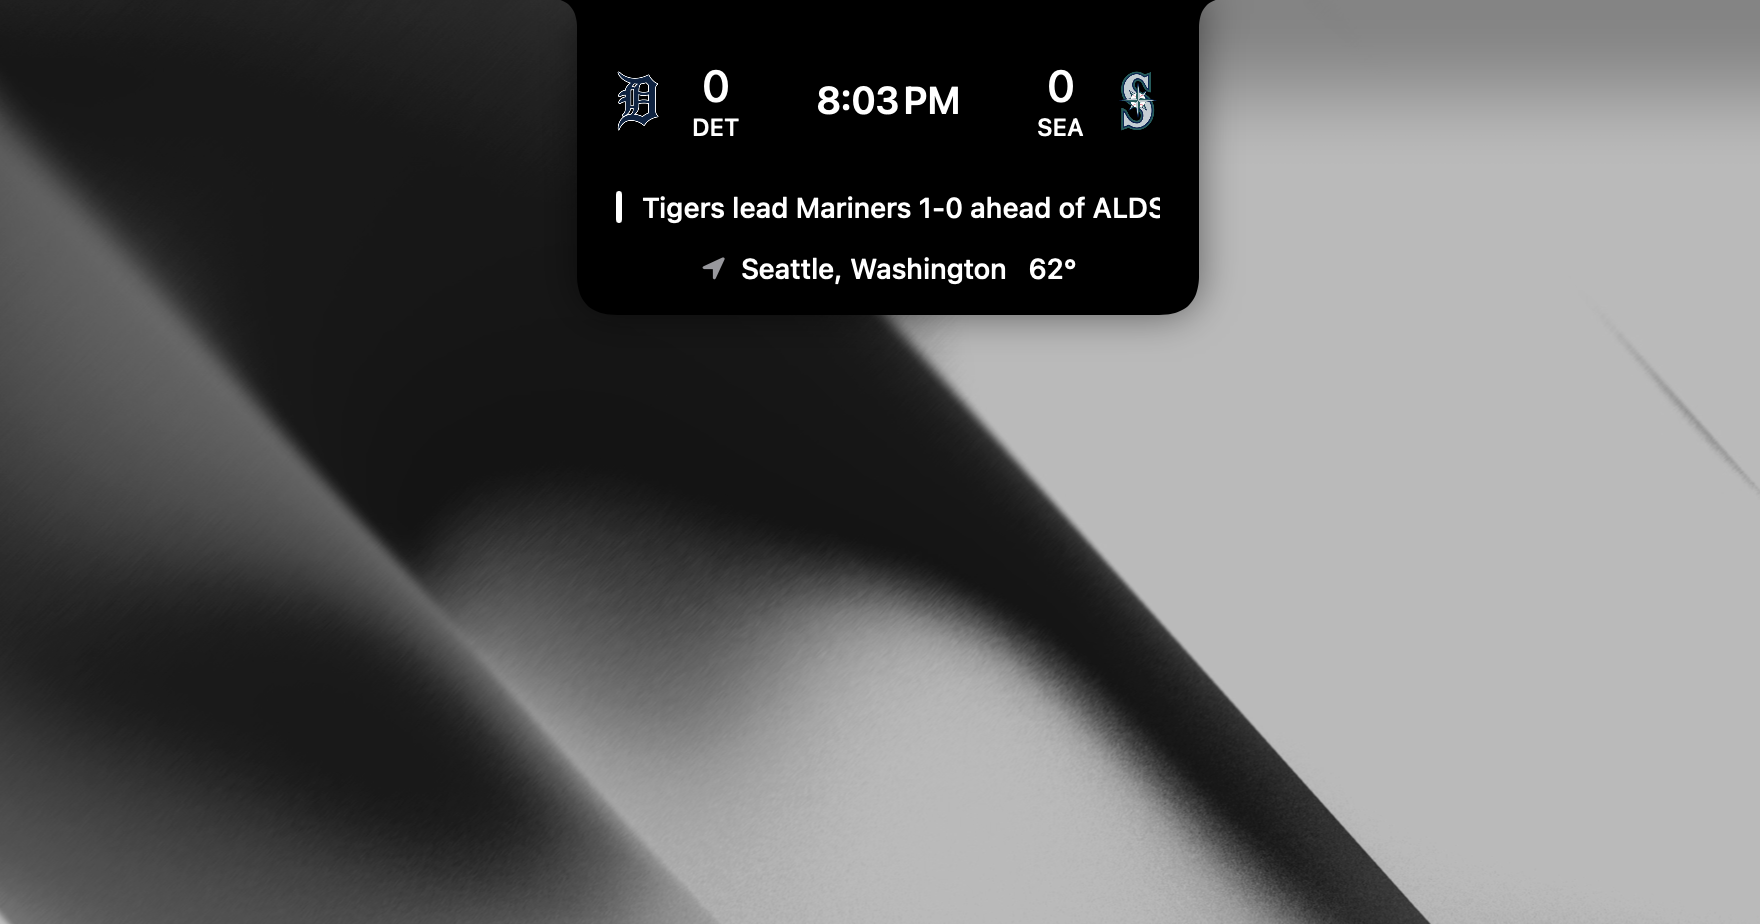 0 8:03 PM 0
DET SEA
Tigers lead Mariners 1-0 ahead of ALDS
Seattle, Washington 62°